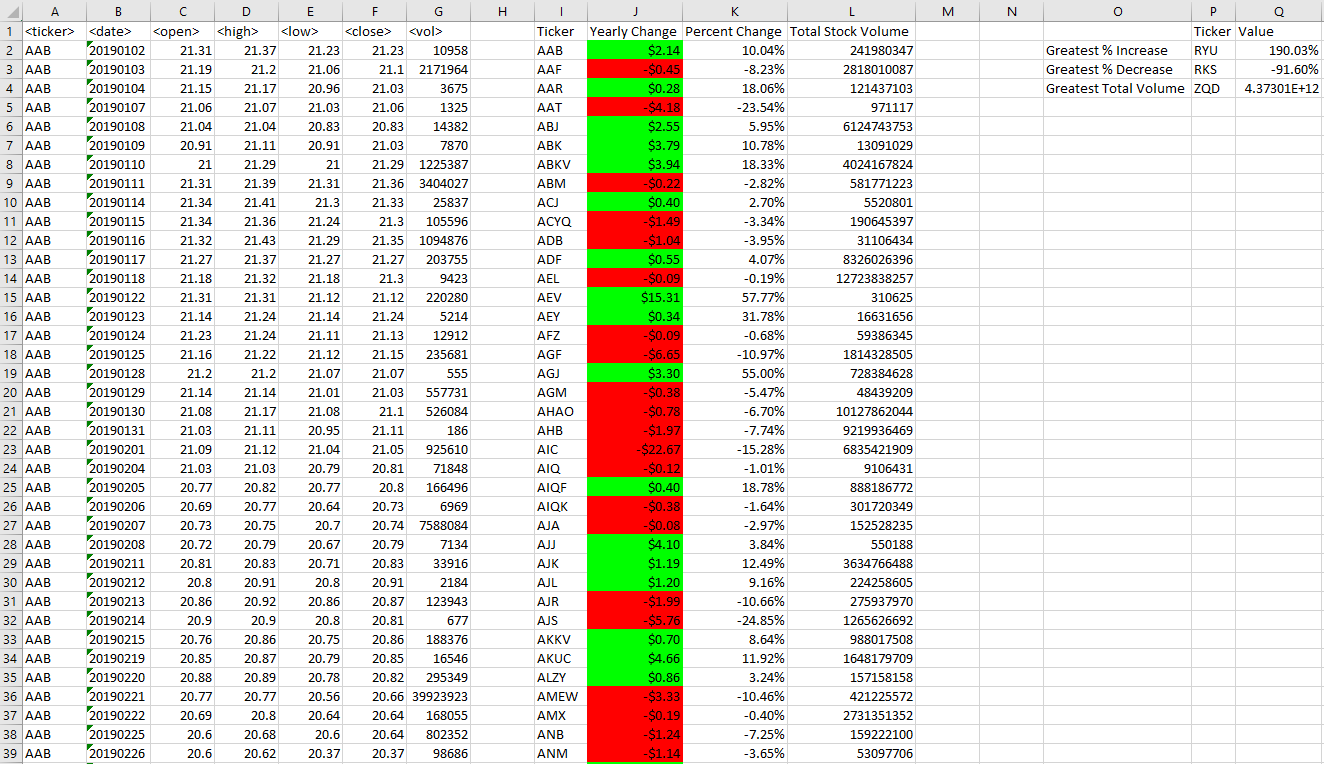 A B C D E F G H I J K L M N O P Q
1 <ticker> <date> <open> <high> <low> <close> <vol> Ticker Yearly Change Percent Change Total Stock Volume Ticker Value
2 AAB 20190102 21.31 21.37 21.23 21.23 10958 AAB $2.14 10.04% 241980347 Greatest % Increase RYU 190.03%
3 AAB 20190103 21.19 21.2 21.06 21.1 2171964 AAF -$0.45 -8.23% 2818010087 Greatest % Decrease RKS -91.60%
4 AAB 20190104 21.15 21.17 20.96 21.03 3675 AAR $0.28 18.06% 121437103 Greatest Total Volume ZQD 4.37301E+12
5 AAB 20190107 21.06 21.07 21.03 21.06 1325 AAT -$4.18 -23.54% 971117
6 AAB 20190108 21.04 21.04 20.83 20.83 14382 ABJ $2.55 5.95% 6124743753
7 AAB 20190109 20.91 21.11 20.91 21.03 7870 ABK $3.79 10.78% 13091029
8 AAB 20190110 21 21.29 21 21.29 1225387 ABKV $3.94 18.33% 4024167824
9 AAB 20190111 21.31 21.39 21.31 21.36 3404027 ABM -$0.22 -2.82% 581771223
10 AAB 20190114 21.34 21.41 21.3 21.33 25837 ACJ $0.40 2.70% 5520801
11 AAB 20190115 21.34 21.36 21.24 21.3 105596 ACYQ -$1.49 -3.34% 190645397
12 AAB 20190116 21.32 21.43 21.29 21.35 1094876 ADB -$1.04 -3.95% 31106434
13 AAB 20190117 21.27 21.37 21.27 21.27 203755 ADF $0.55 4.07% 8326026396
14 AAB 20190118 21.18 21.32 21.18 21.3 9423 AEL -$0.09 -0.19% 12723838257
15 AAB 20190122 21.31 21.31 21.12 21.12 220280 AEV $15.31 57.77% 310625
16 AAB 20190123 21.14 21.24 21.14 21.24 5214 AEY $0.34 31.78% 16631656
17 AAB 20190124 21.23 21.24 21.11 21.13 12912 AFZ -$0.09 -0.68% 59386345
18 AAB 20190125 21.16 21.22 21.12 21.15 235681 AGF -$6.65 -10.97% 1814328505
19 AAB 20190128 21.2 21.2 21.07 21.07 555 AGJ $3.30 55.00% 728384628
20 AAB 20190129 21.14 21.14 21.01 21.03 557731 AGM -$0.38 -5.47% 48439209
21 AAB 20190130 21.08 21.17 21.08 21.1 526084 AHAO -$0.78 -6.70% 10127862044
22 AAB 20190131 21.03 21.11 20.95 21.11 186 AHB -$1.97 -7.74% 9219936469
23 AAB 20190201 21.09 21.12 21.04 21.05 925610 AIC -$22.67 -15.28% 6835421909
24 AAB 20190204 21.03 21.03 20.79 20.81 71848 AIQ -$0.12 -1.01% 9106431
25 AAB 20190205 20.77 20.82 20.77 20.8 166496 AIQF $0.40 18.78% 888186772
26 AAB 20190206 20.69 20.77 20.64 20.73 6969 AIQK -$0.38 -1.64% 301720349
27 AAB 20190207 20.73 20.75 20.7 20.74 7588084 AJA -$0.08 -2.97% 152528235
28 AAB 20190208 20.72 20.79 20.67 20.79 7134 AJJ $4.10 3.84% 550188
29 AAB 20190211 20.81 20.83 20.71 20.83 33916 AJK $1.19 12.49% 3634766488
30 AAB 20190212 20.8 20.91 20.8 20.91 2184 AJL $1.20 9.16% 224258605
31 AAB 20190213 20.86 20.92 20.86 20.87 123943 AJR -$1.99 -10.66% 275937970
32 AAB 20190214 20.9 20.9 20.8 20.81 677 AJS -$5.76 -24.85% 1265626692
33 AAB 20190215 20.76 20.86 20.75 20.86 188376 AKKV $0.70 8.64% 988017508
34 AAB 20190219 20.85 20.87 20.79 20.85 16546 AKUC $4.66 11.92% 1648179709
35 AAB 20190220 20.88 20.89 20.78 20.82 295349 ALZY $0.86 3.24% 157158158
36 AAB 20190221 20.77 20.77 20.56 20.66 39923923 AMEW -$3.33 -10.46% 421225572
37 AAB 20190222 20.69 20.8 20.64 20.64 168055 AMX -$0.19 -0.40% 2731351352
38 AAB 20190225 20.6 20.68 20.6 20.64 802352 ANB -$1.24 -7.25% 159222100
39 AAB 20190226 20.6 20.62 20.37 20.37 98686 ANM -$1.14 -3.65% 53097706